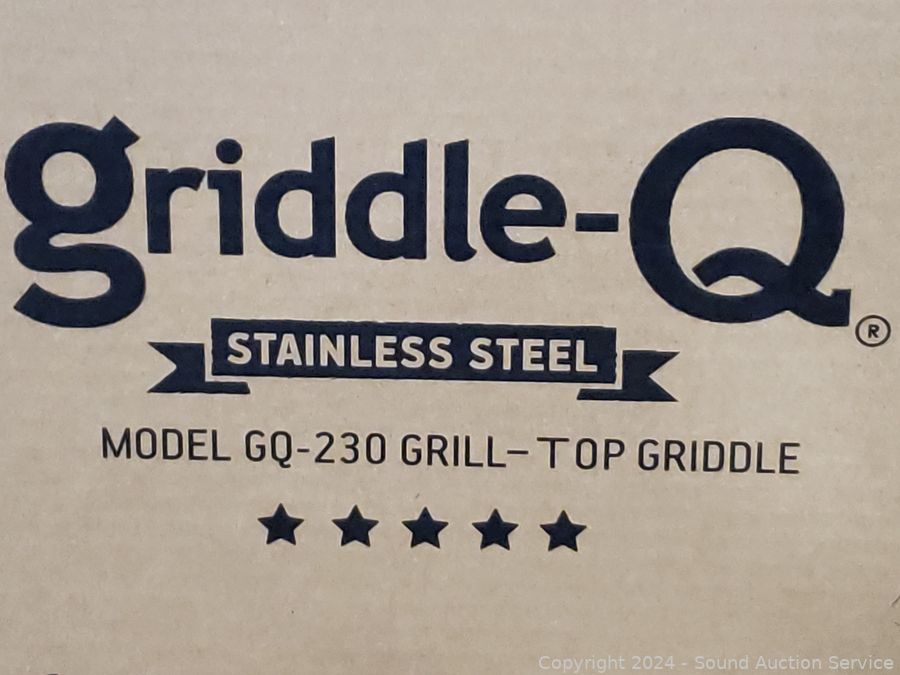 griddle-Q®
STAINLESS STEEL
MODEL GQ-230 GRILL-TOP GRIDDLE
Copyright 2024 - Sound Auction Service